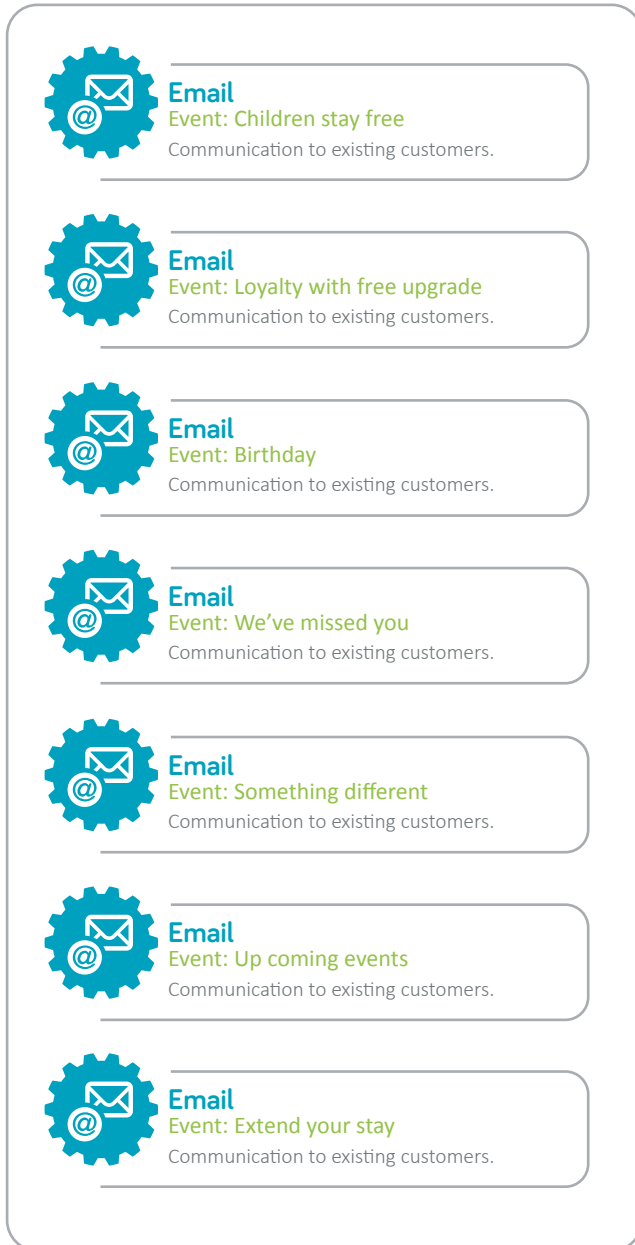 @
Email
Event: Children stay free
Communication to existing customers.
@
Email
Event: Loyalty with free upgrade
Communication to existing customers.
@
Email
Event: Birthday
Communication to existing customers.
@
Email
Event: We’ve missed you
Communication to existing customers.
@
Email
Event: Something different
Communication to existing customers.
@
Email
Event: Up coming events
Communication to existing customers.
@
Email
Event: Extend your stay
Communication to existing customers.